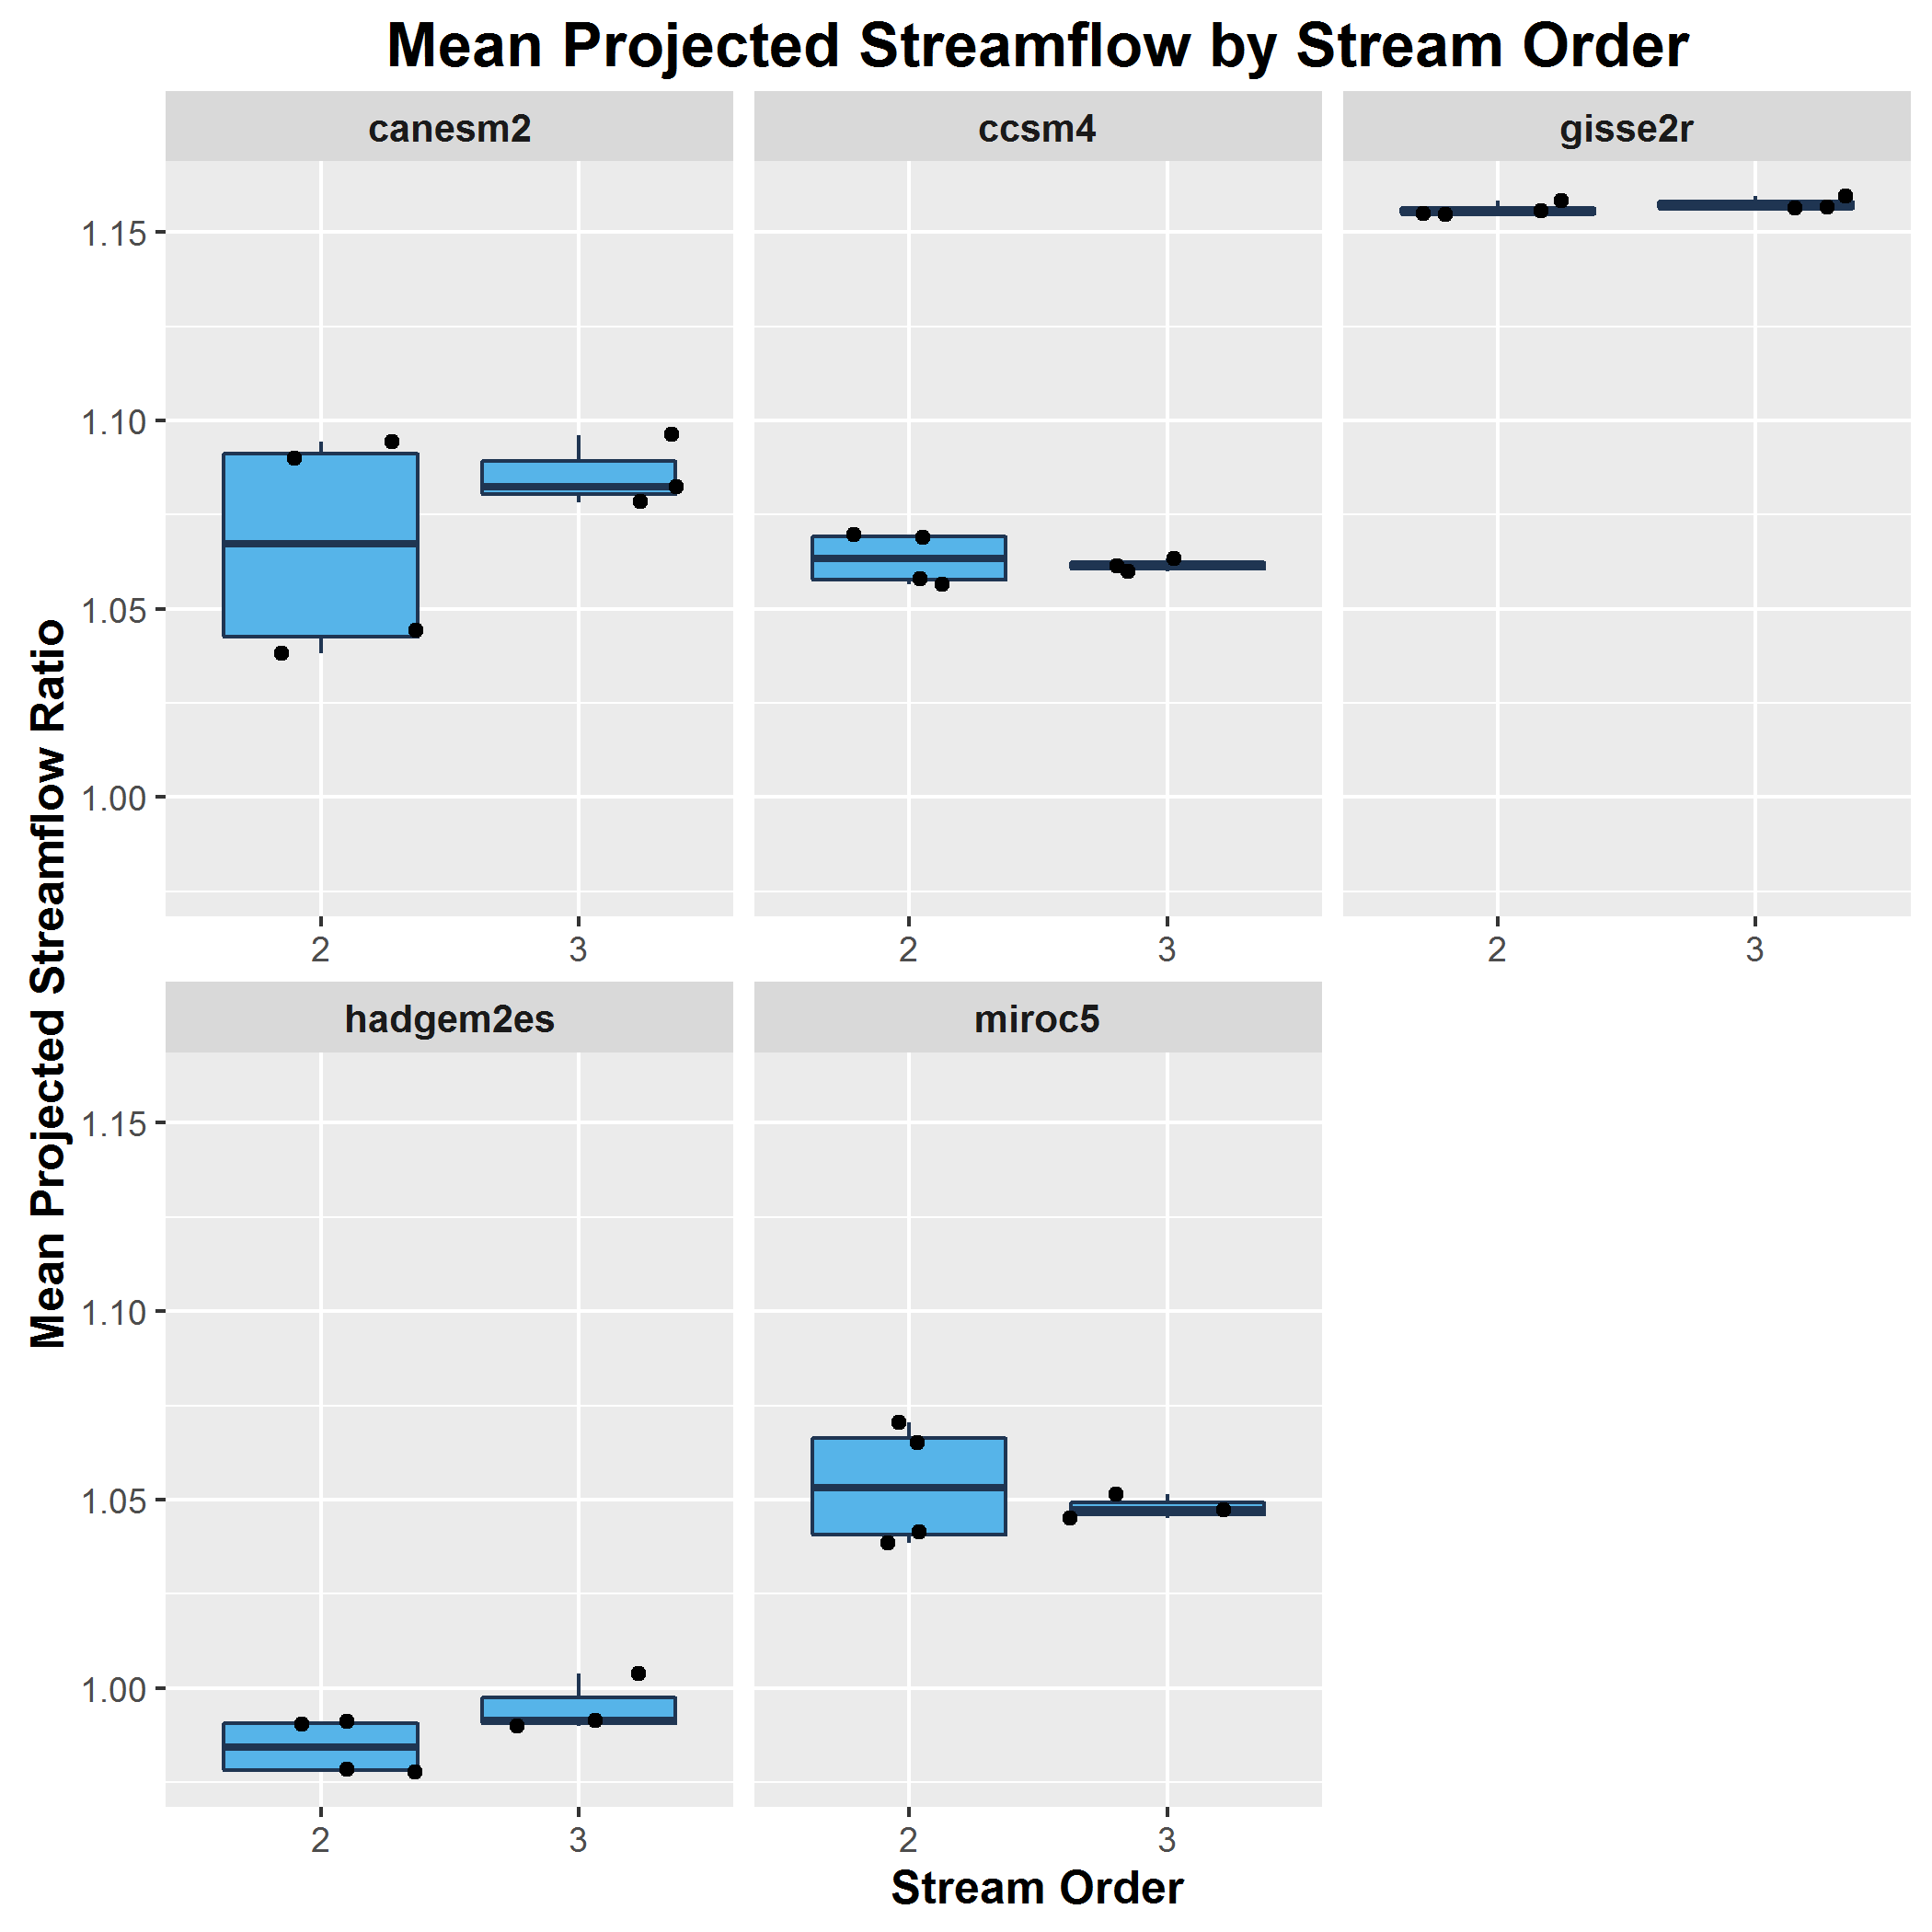 Mean Projected Streamflow by Stream Order
canesm2 ccsm4 gisse2r
Mean Projected Streamflow Ratio
1.15
1.10
1.05
1.00
2 3 2 3 2 3
hadgem2es miroc5
1.15
1.10
1.05
1.00
2 3 2 3
Stream Order